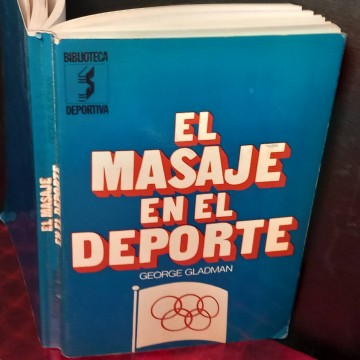 BIBLIOTECA
DEPORTIVA
EL
MASAJE
EN EL
DEPORTE
GEORGE GLADMAN
EL MASAJE
EN EL DEPORTE